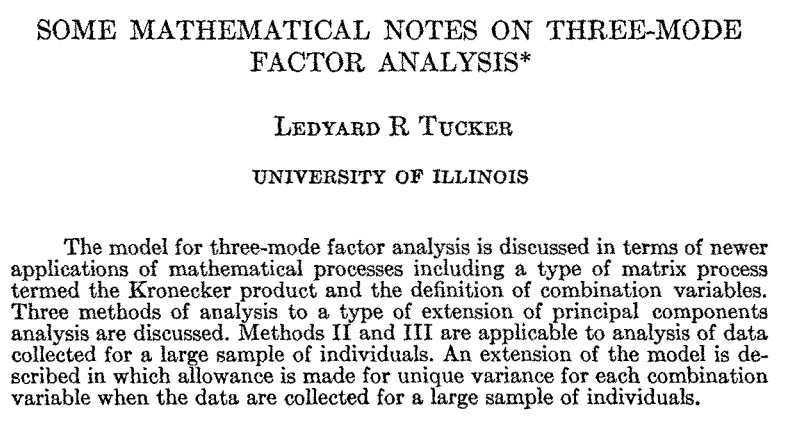 SOME MATHEMATICAL NOTES ON THREE-MODE
FACTOR ANALYSIS*
LEDYARD R TUCKER
UNIVERSITY OF ILLINOIS
The model for three-mode factor analysis is discussed in terms of newer
applications of mathematical processes including a type of matrix process
termed the Kronecker product and the definition of combination variables.
Three methods of analysis to a type of extension of principal components
analysis are discussed. Methods II and III are applicable to analysis of data
collected for a large sample of individuals. An extension of the model is de-
scribed in which allowance is made for unique variance for each combination
variable when the data are collected for a large sample of individuals.